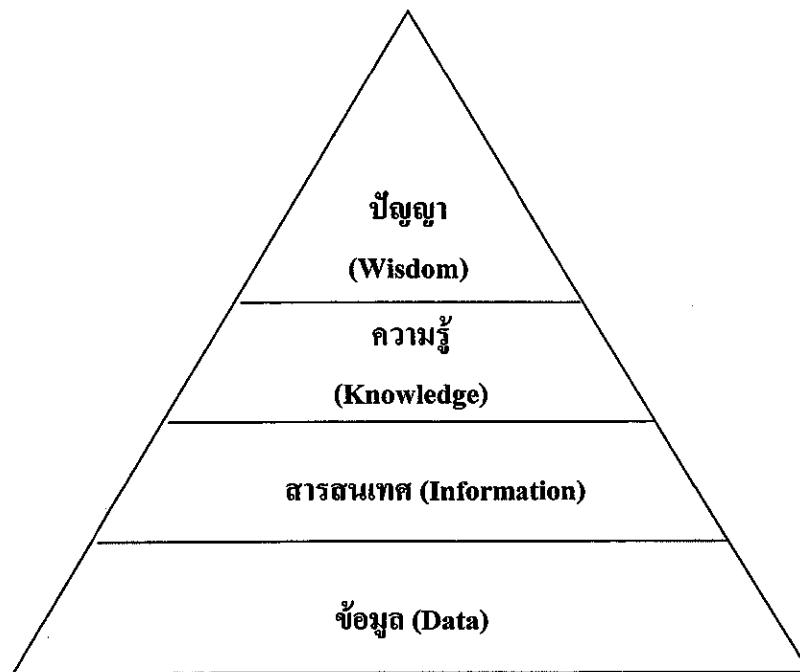 ปัญญา
(Wisdom)
ความรู้
(Knowledge)
สารสนเทศ (Information)
ข้อมูล (Data)